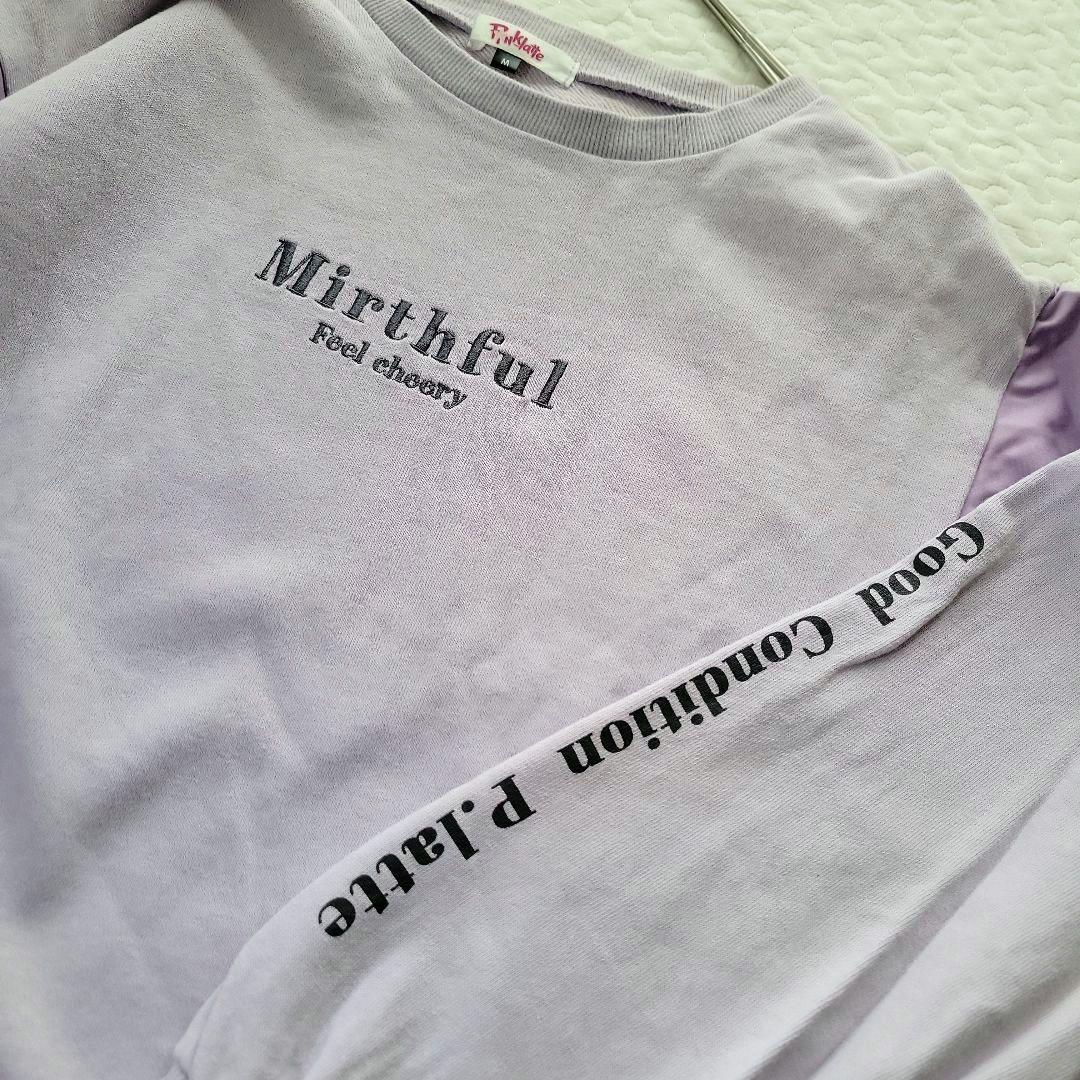 PiNKlatte
M
Mirthful
Feel cheery
Good Condition P.latte